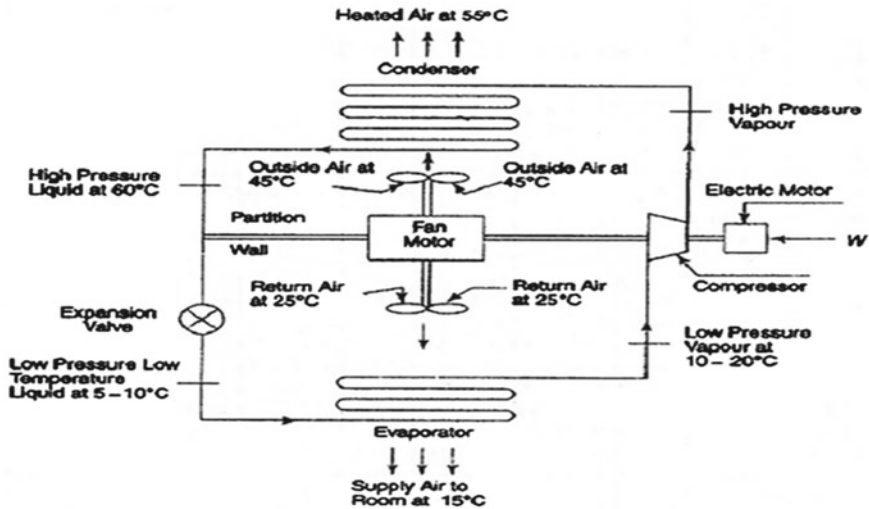 Heated Air at 55°C
Condenser
High Pressure
Vapour
High Pressure
Liquid at 60°C
Outside Air at
45°C
Outside Air at
45°C
Electric Motor
Partition
Wall
Fan
Motor
W
Return Air
at 25°C
Return Air
at 25°C
Compressor
Expansion
Valve
Low Pressure
Vapour at
10–20°C
Low Pressure Low
Temperature
Liquid at 5–10°C
Evaporator
Supply Air to
Room at 15°C